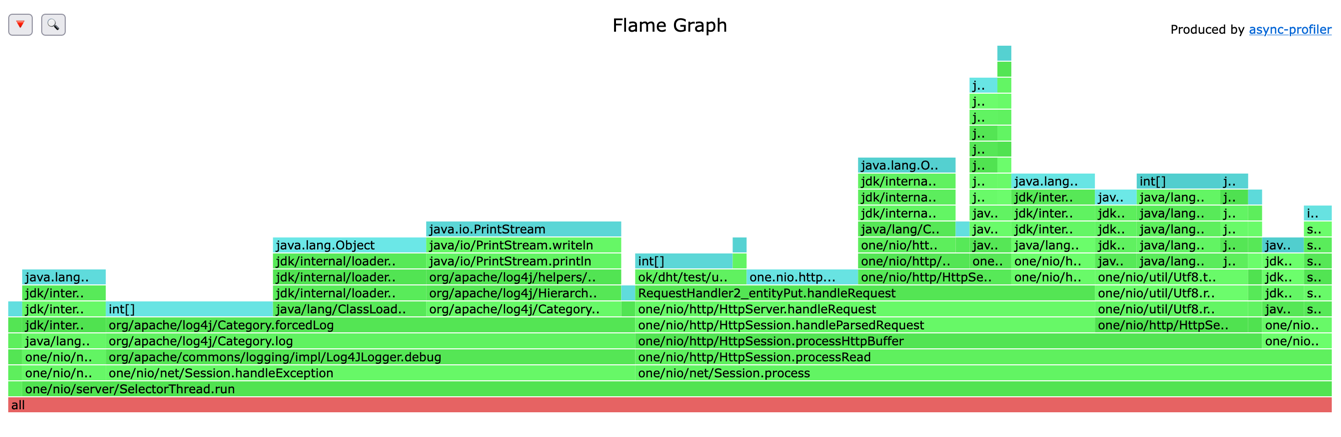 Flame Graph
Produced by async-profiler
j..
j..
j..
j..
j..
java.lang.O.. j..
jdk/interna.. j.. java.lang.. int[] j..
jdk/interna.. j.. jdk/inter.. jav.. java/lang.. j..
jdk/interna.. jav.. jdk/inter.. jdk.. java/lang.. j.. i..
java.io.PrintStream java/lang/C.. jav.. jdk/inter.. jdk.. java/lang.. j.. s..
java.lang.Object java/io/PrintStream.writeln one/nio/htt.. jav.. java/lang.. jav.. java/lang.. j.. jav.. s..
jdk/internal/loader.. java/io/PrintStream.println int[] one/nio/http/.. one.. one/nio/h.. jav.. java/lang.. j.. jdk.. s..
java.lang.. jdk/internal/loader.. org/apache/log4j/helpers/.. ok/dht/test/u.. one.nio.http... one/nio/http/HttpSe.. one/nio/h.. one/nio/util/Utf8.t.. jdk.. s..
jdk/inter.. jdk/internal/loader.. org/apache/log4j/Hierarch.. RequestHandler2_entityPut.handleRequest one/nio/util/Utf8.r.. jdk.. s..
jdk/inter.. int[] java/lang/ClassLoad.. org/apache/log4j/Category.. one/nio/http/HttpServer.handleRequest one/nio/util/Utf8.r.. jav.. s..
jdk/inter.. org/apache/log4j/Category.forcedLog one/nio/http/HttpSession.handleParsedRequest one/nio/http/HttpSe.. one/nio..
java/lang.. org/apache/log4j/Category.log one/nio/http/HttpSession.processHttpBuffer one/nio..
one/nio/n.. org/apache/commons/logging/impl/Log4JLogger.debug one/nio/http/HttpSession.processRead
one/nio/n.. one/nio/net/Session.handleException one/nio/net/Session.process
one/nio/server/SelectorThread.run
all